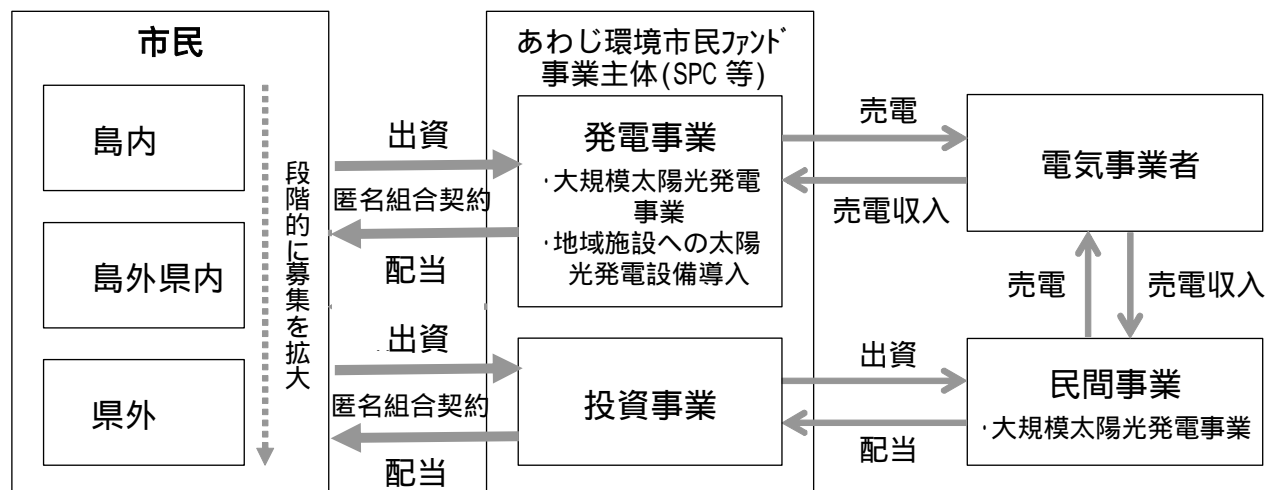 市民
島内
島外県内
県外
段階的に募集を拡大
出資
匿名組合契約
配当
出資
匿名組合契約
配当
あわじ環境市民ﾌｧﾝﾄﾞ
事業主体(SPC 等)
発電事業
・大規模太陽光発電
事業
・地域施設への太陽
光発電設備導入
投資事業
売電
売電収入
電気事業者
売電
売電収入
出資
配当
民間事業
・大規模太陽光発電事業